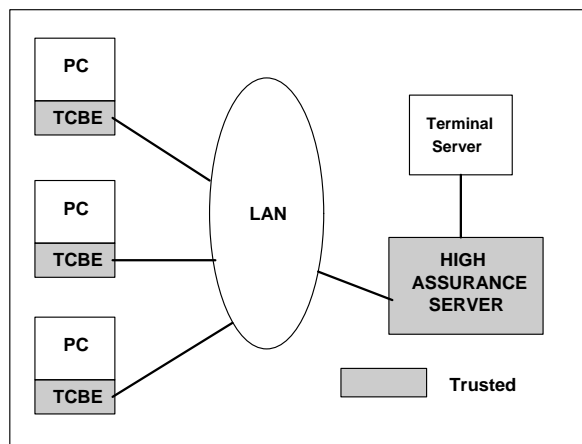 PC
TCBE
PC
TCBE
PC
TCBE
LAN
Terminal
Server
HIGH
ASSURANCE
SERVER
Trusted